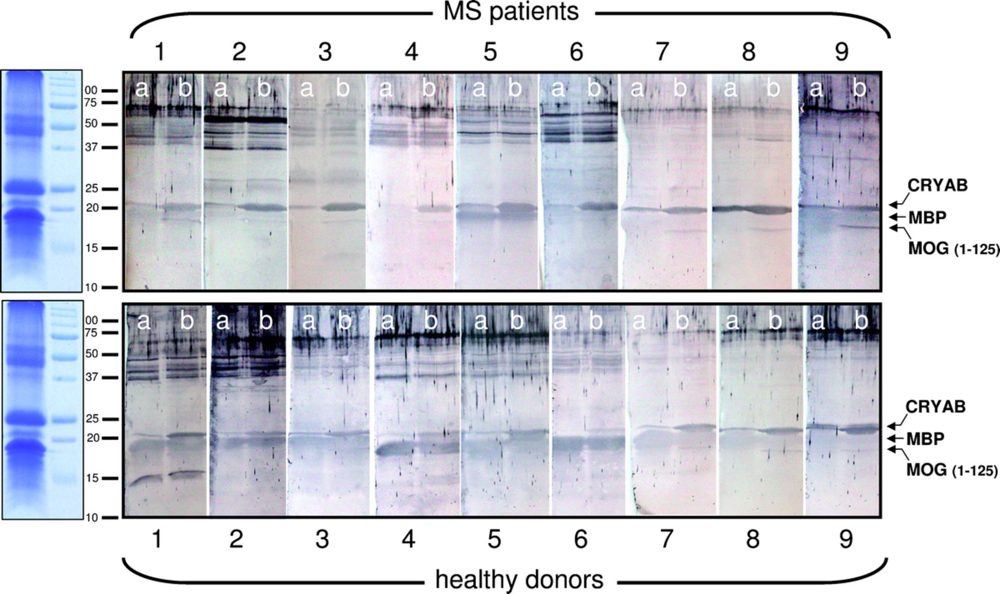 MS patients
1 2 3 4 5 6 7 8 9
a b a b a b a b a b a b a b a b a b
00
75
50
37
25
20
15
10
CRYAB
MBP
MOG (1-125)
a b a b a b a b a b a b a b a b a b
00
75
50
37
25
20
15
10
CRYAB
MBP
MOG (1-125)
1 2 3 4 5 6 7 8 9
healthy donors